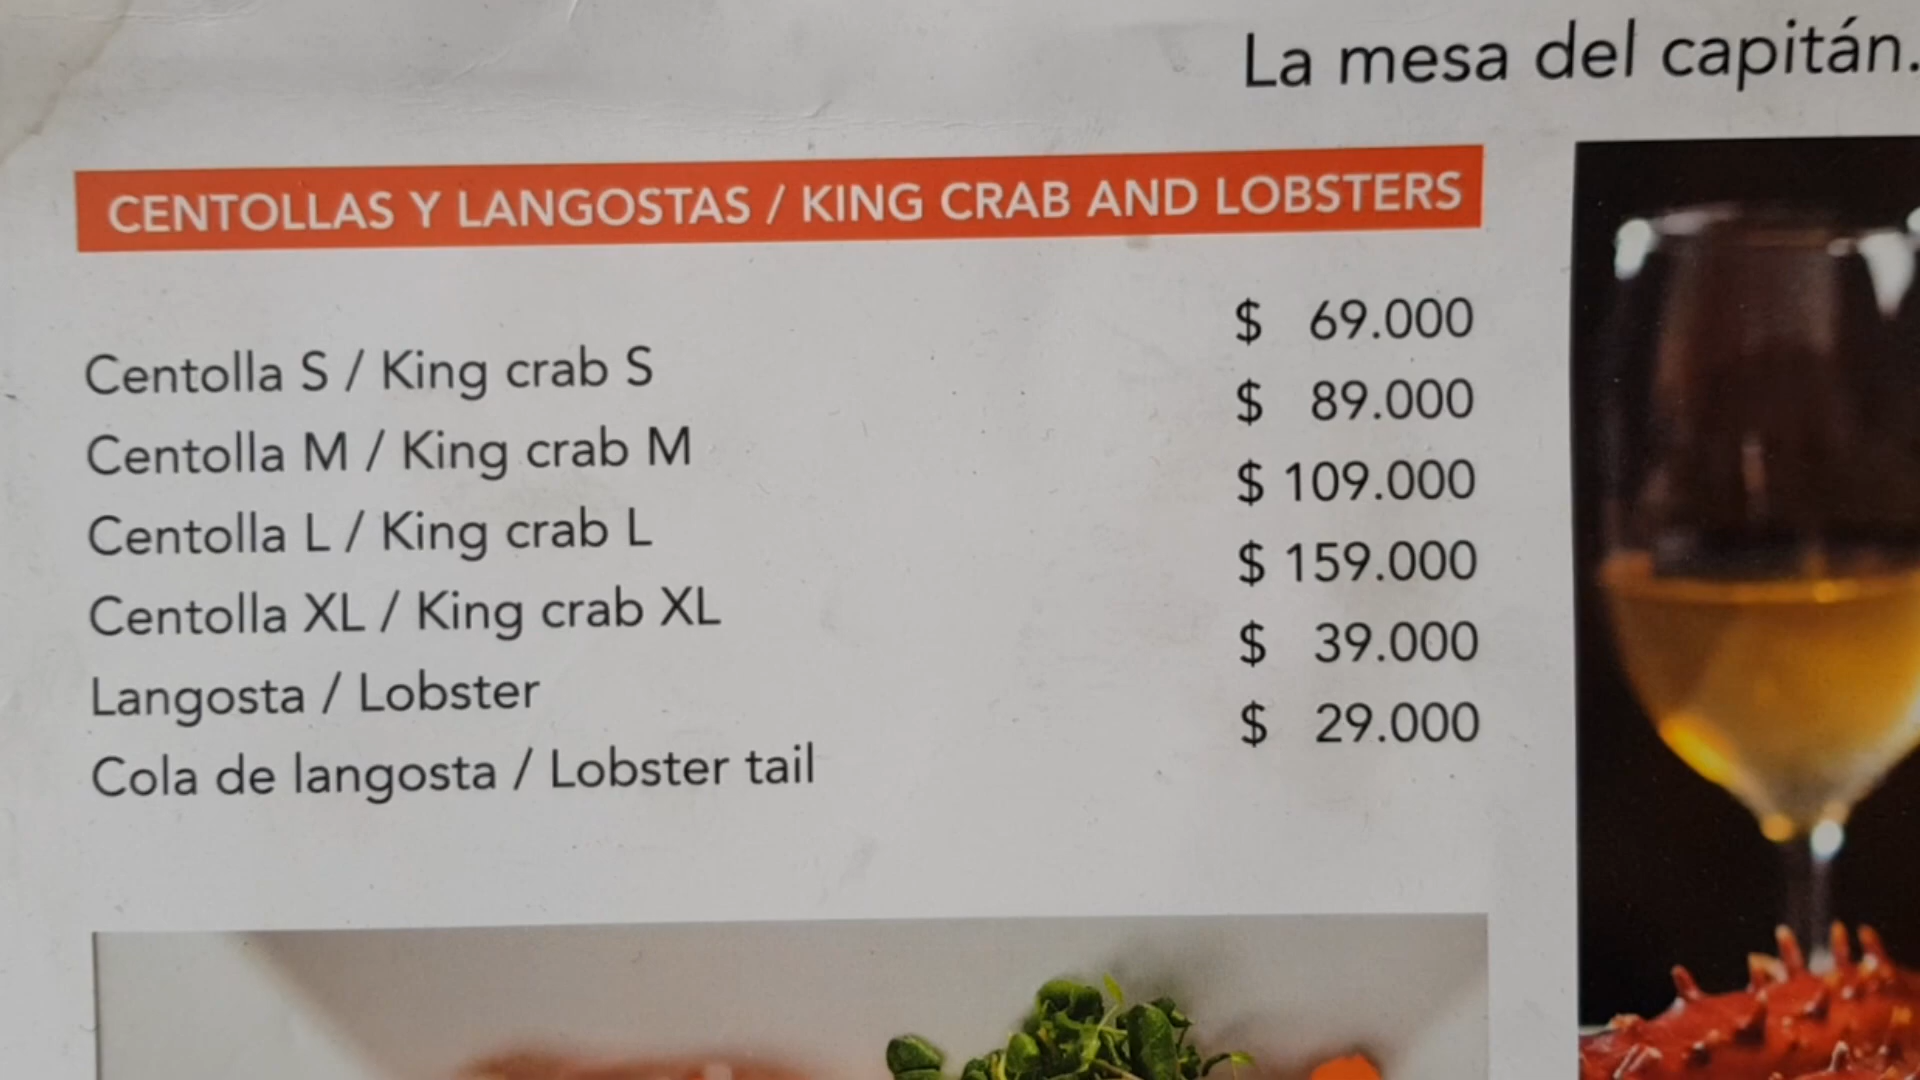 La mesa del capitán.
CENTOLLAS Y LANGOSTAS / KING CRAB AND LOBSTERS
Centolla S / King crab S $ 69.000
Centolla M / King crab M $ 89.000
Centolla L / King crab L $ 109.000
Centolla XL / King crab XL $ 159.000
Langosta / Lobster $ 39.000
Cola de langosta / Lobster tail $ 29.000